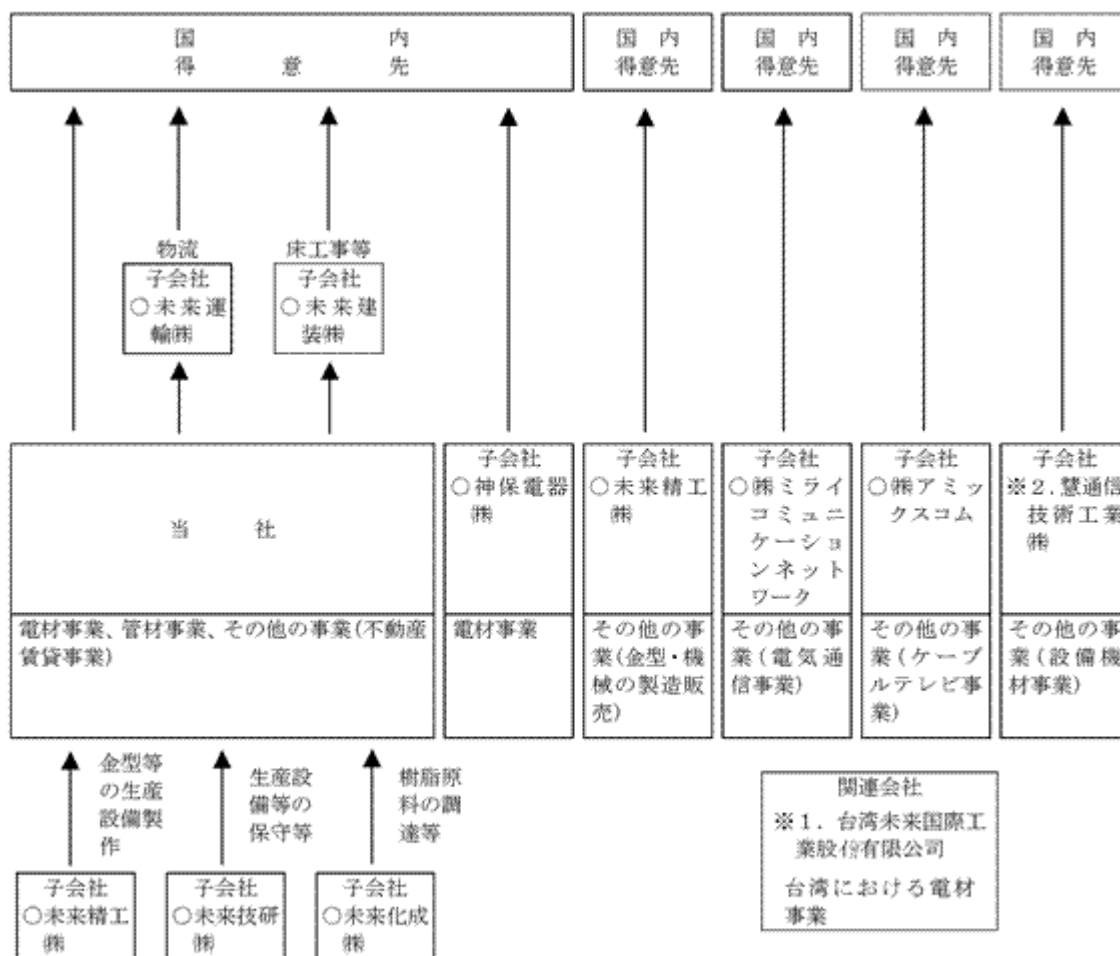 国内
得意先
国内
得意先
国内
得意先
国内
得意先
国内
得意先
物流
子会社
○未来運
輸㈱
床工事等
子会社
○未来建
装㈱
当社
電材事業、管材事業、その他の事業(不動産
賃貸事業)
子会社
○神保電器
㈱
電材事業
子会社
○未来精工
㈱
その他の事
業(金型・機
械の製造販
売)
子会社
○㈱ミライ
コミュニ
ケーショ
ンネット
ワーク
その他の事
業(電気通
信事業)
子会社
○㈱アミッ
クスコム
その他の事
業(ケーブ
ルテレビ事
業)
子会社
※2.慧通信
技術工業
㈱
その他の事
業(設備機
材事業)
金型等
の生産
設備製
作
生産設
備等の
保守等
樹脂原
料の調
達等
子会社
○未来精工
㈱
子会社
○未来技研
㈱
子会社
○未来化成
㈱
関連会社
※1. 台湾未来国際工
業股份有限公司
台湾における電材
事業